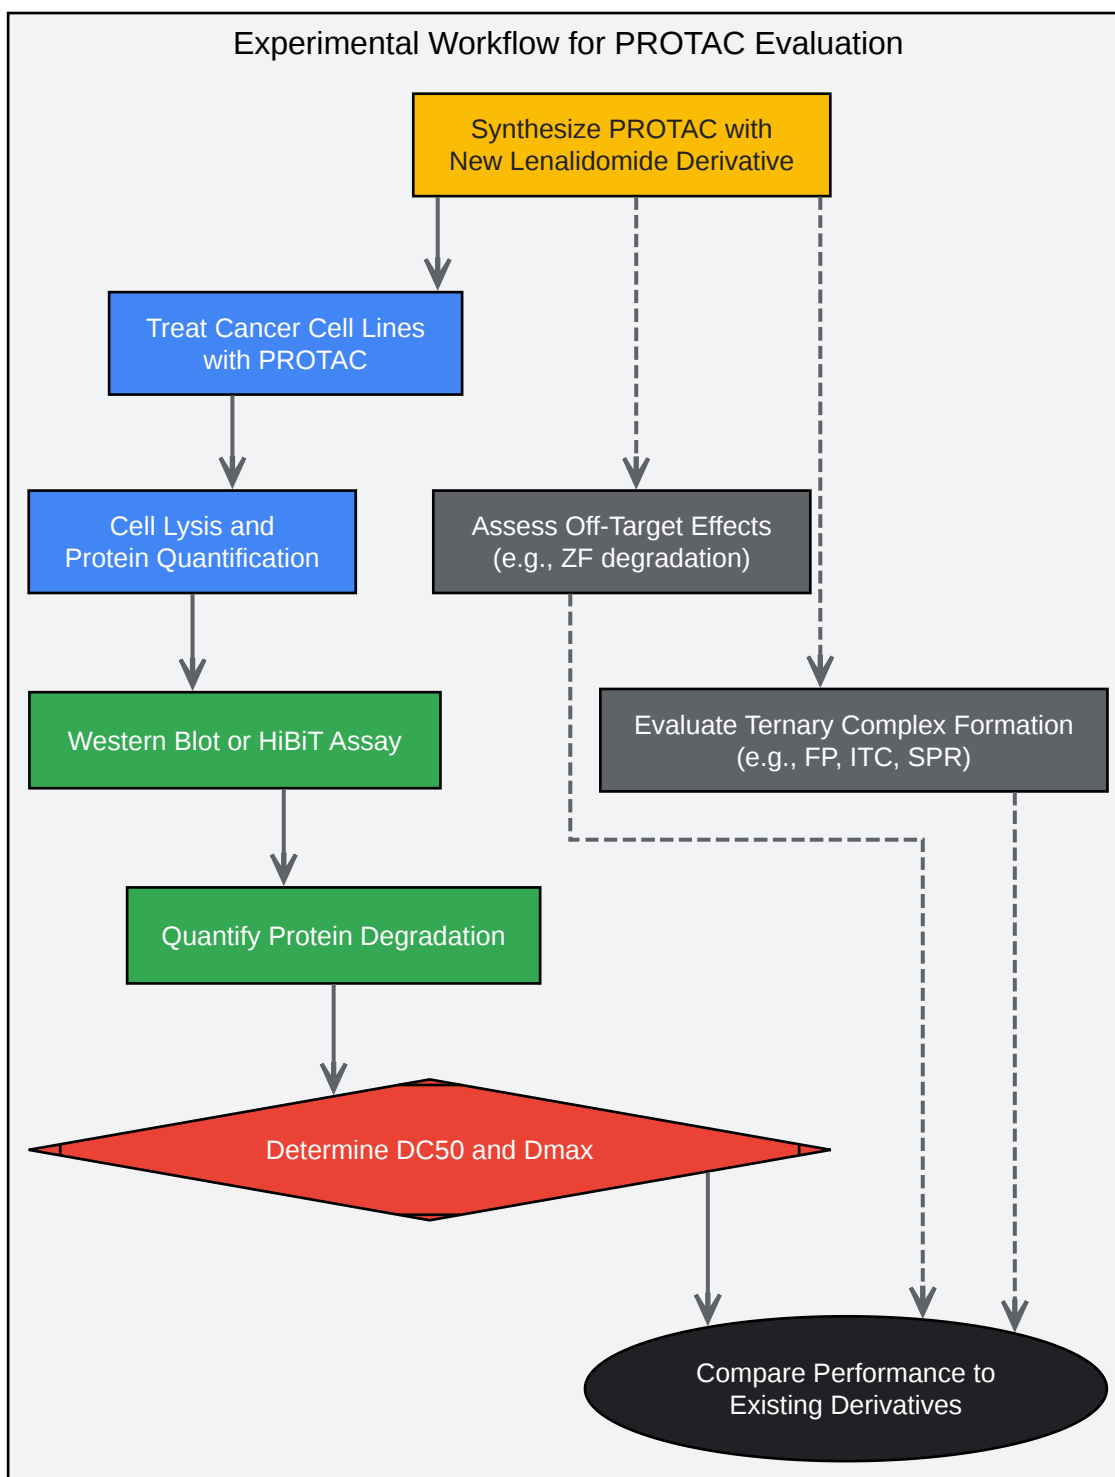 Experimental Workflow for PROTAC Evaluation
Synthesize PROTAC with
New Lenalidomide Derivative
Treat Cancer Cell Lines
with PROTAC
Cell Lysis and
Protein Quantification
Assess Off-Target Effects
(e.g., ZF degradation)
Western Blot or HiBiT Assay
Evaluate Ternary Complex Formation
(e.g., FP, ITC, SPR)
Quantify Protein Degradation
Determine DC50 and Dmax
Compare Performance to
Existing Derivatives